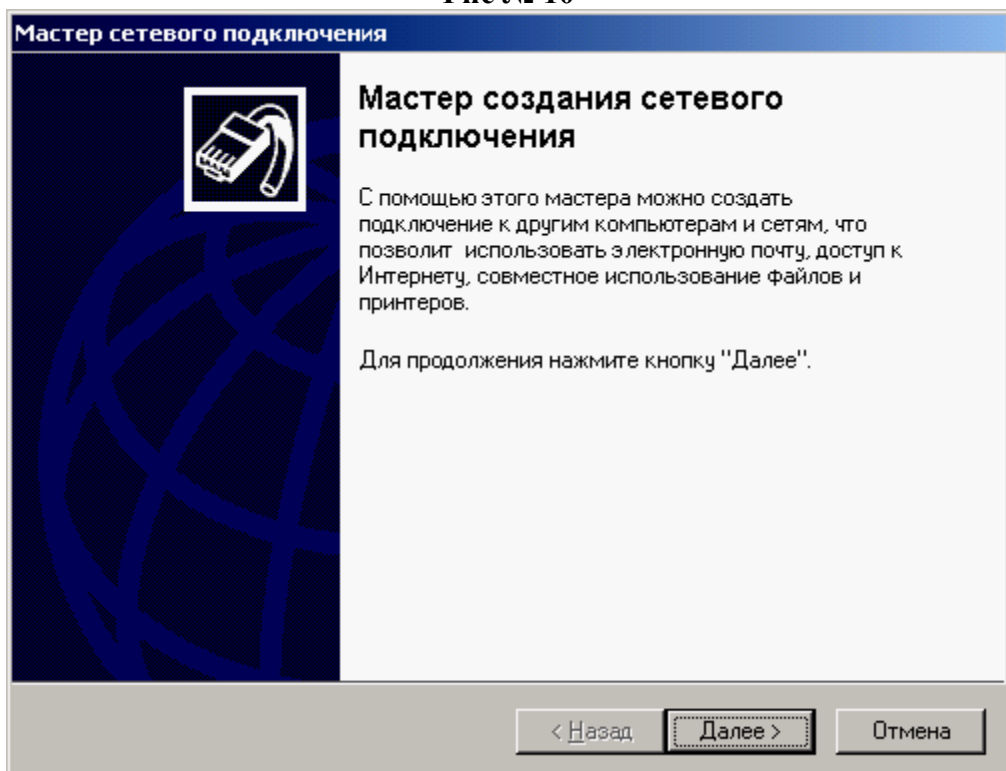 Мастер сетевого подключения
Мастер создания сетевого
подключения
С помощью этого мастера можно создать
подключение к другим компьютерам и сетям, что
позволит использовать электронную почту, доступ к
Интернету, совместное использование файлов и
принтеров.
Для продолжения нажмите кнопку "Далее".
< Назад
Далее >
Отмена